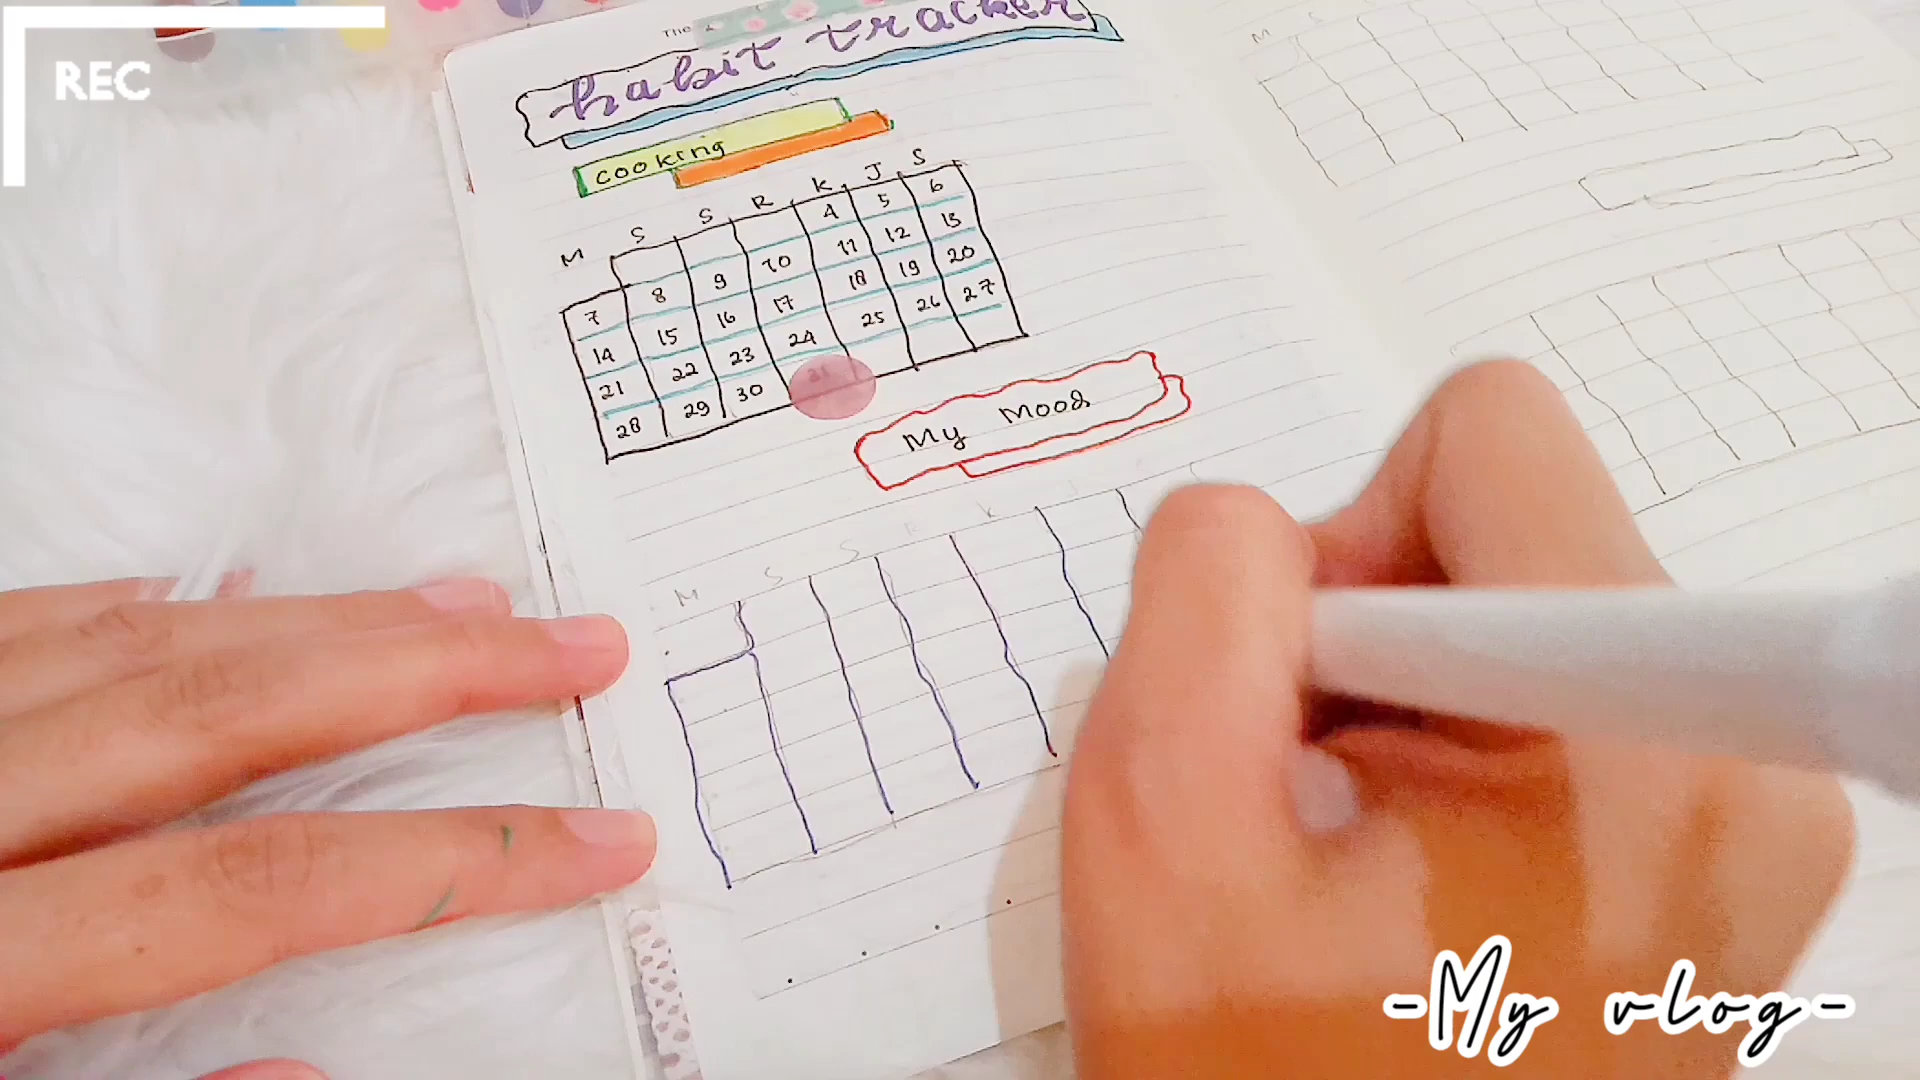 REC
The
habit tracker
cooking
M S S R K J S
4 5 6
7 8 9 10 11 12 13
14 15 16 17 18 19 20
21 22 23 24 25 26 27
28 29 30 31
My Mood
M S S R K
-My vlog-